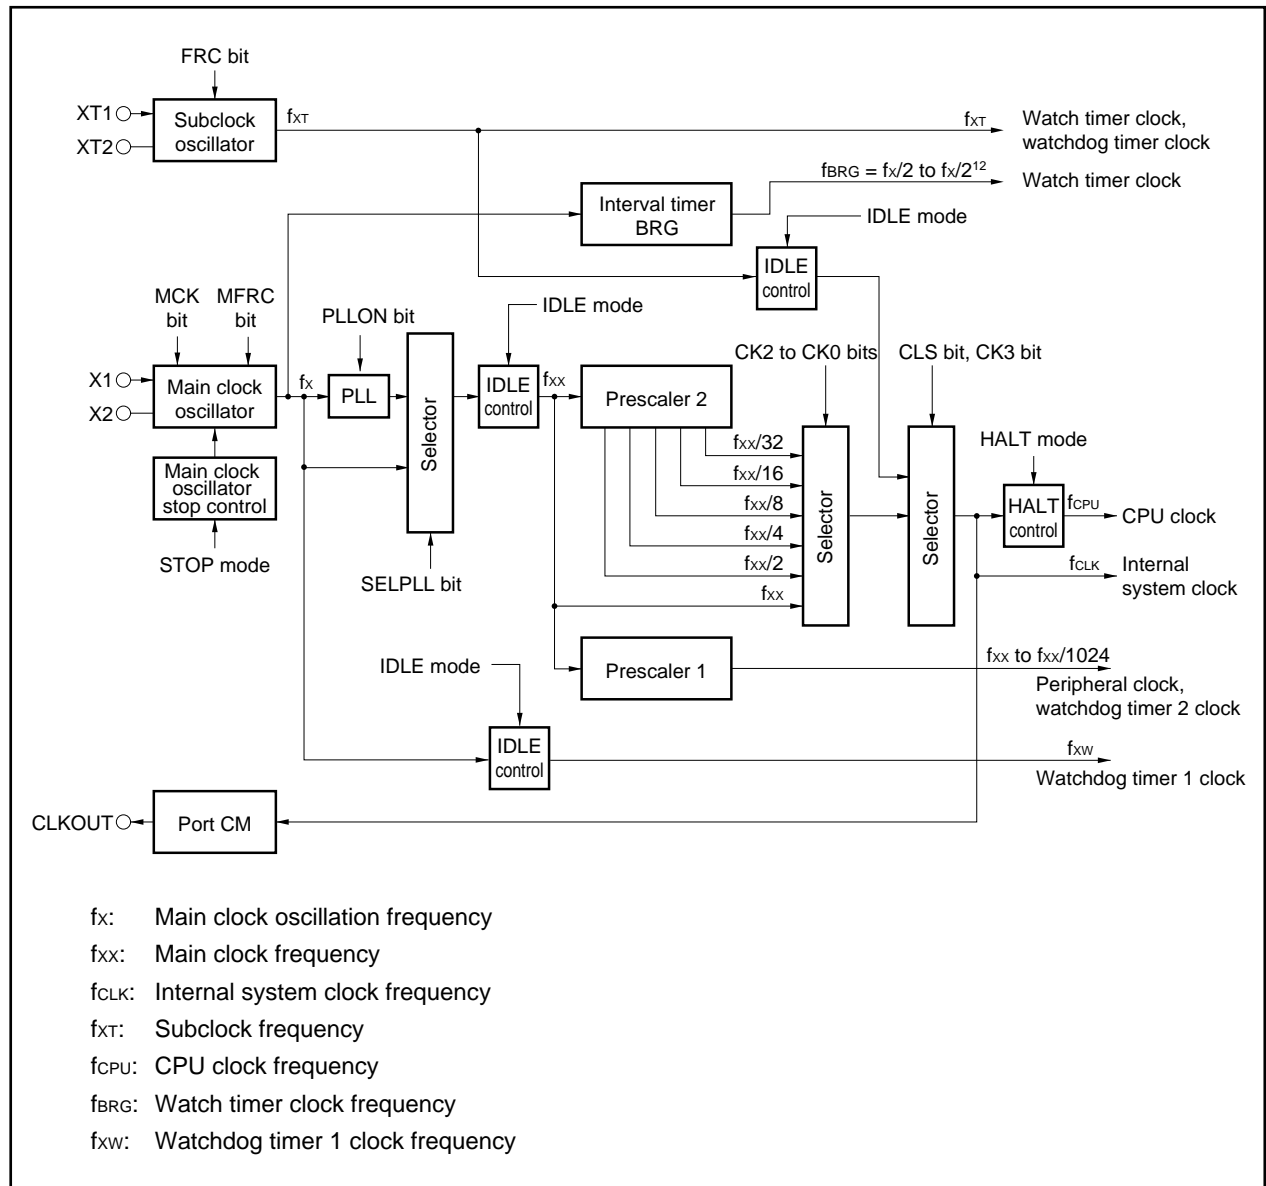 FRC bit
XT1
XT2
Subclock
oscillator
fXT
fXT
Watch timer clock,
watchdog timer clock
fBRG = fX/2 to fX/2¹²
Watch timer clock
Interval timer
BRG
IDLE mode
IDLE
control
MCK
bit
MFRC
bit
PLLON bit
IDLE mode
X1
X2
Main clock
oscillator
fX
PLL
Selector
IDLE
control
fXX
Prescaler 2
CK2 to CK0 bits
CLS bit, CK3 bit
Main clock
oscillator
stop control
STOP mode
SELPLL bit
fXX/32
fXX/16
fXX/8
fXX/4
fXX/2
fXX
Selector
Selector
HALT mode
HALT
control
fCPU
CPU clock
fCLK
Internal
system clock
IDLE mode
Prescaler 1
fXX to fXX/1024
Peripheral clock,
watchdog timer 2 clock
IDLE
control
fXW
Watchdog timer 1 clock
CLKOUT
Port CM
fX: Main clock oscillation frequency
fXX: Main clock frequency
fCLK: Internal system clock frequency
fXT: Subclock frequency
fCPU: CPU clock frequency
fBRG: Watch timer clock frequency
fXW: Watchdog timer 1 clock frequency